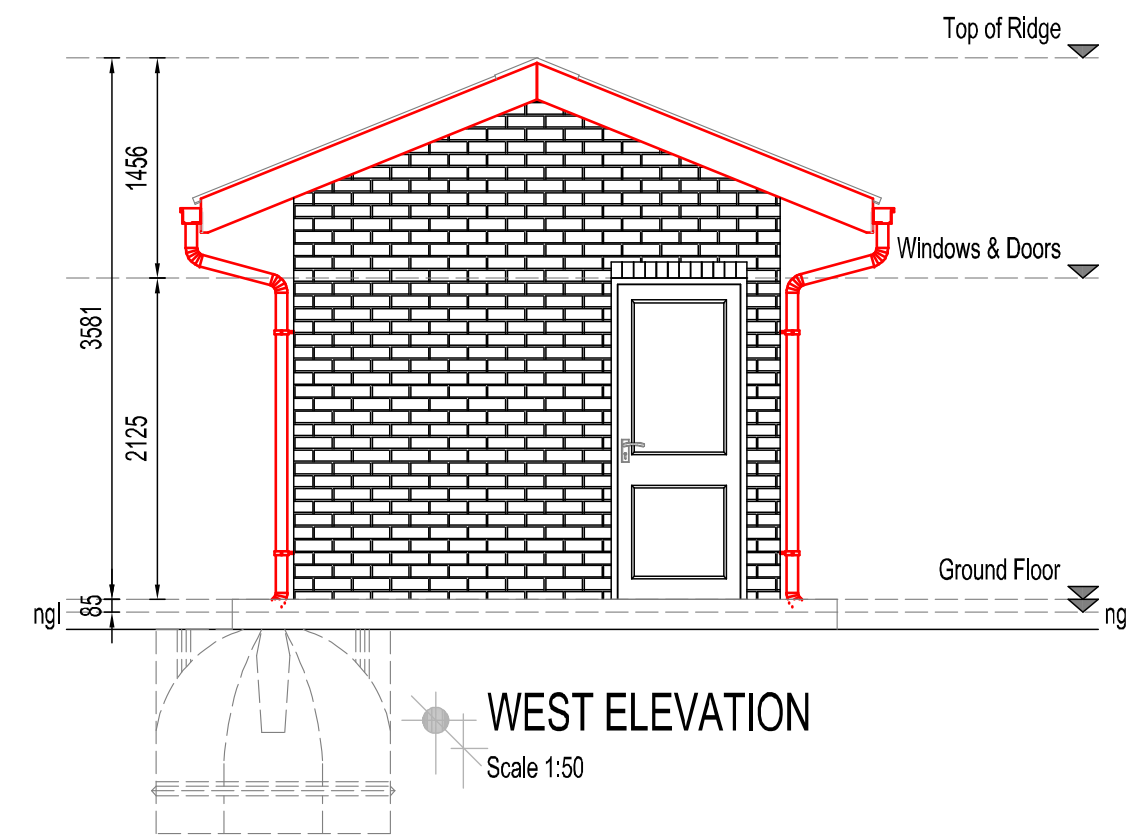 Top of Ridge
1456
Windows & Doors
3581
2125
Ground Floor
85
ngl
ng
WEST ELEVATION
Scale 1:50